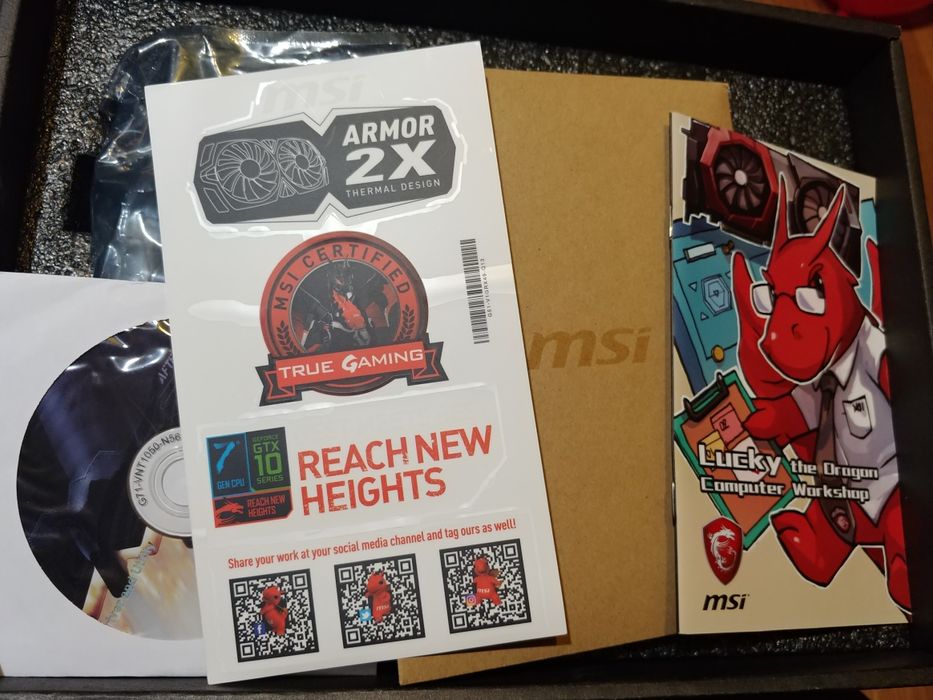 msi
ARMOR
2X
THERMAL DESIGN
MSI CERTIFIED
TRUE GAMING
7
GEN CPU
GEFORCE
GTX
10
SERIES
REACH NEW
HEIGHTS
REACH NEW
HEIGHTS
Share your work at your social media channel and tag ours as well!
msi
msi
Lucky the Dragon
Computer Workshop
msi